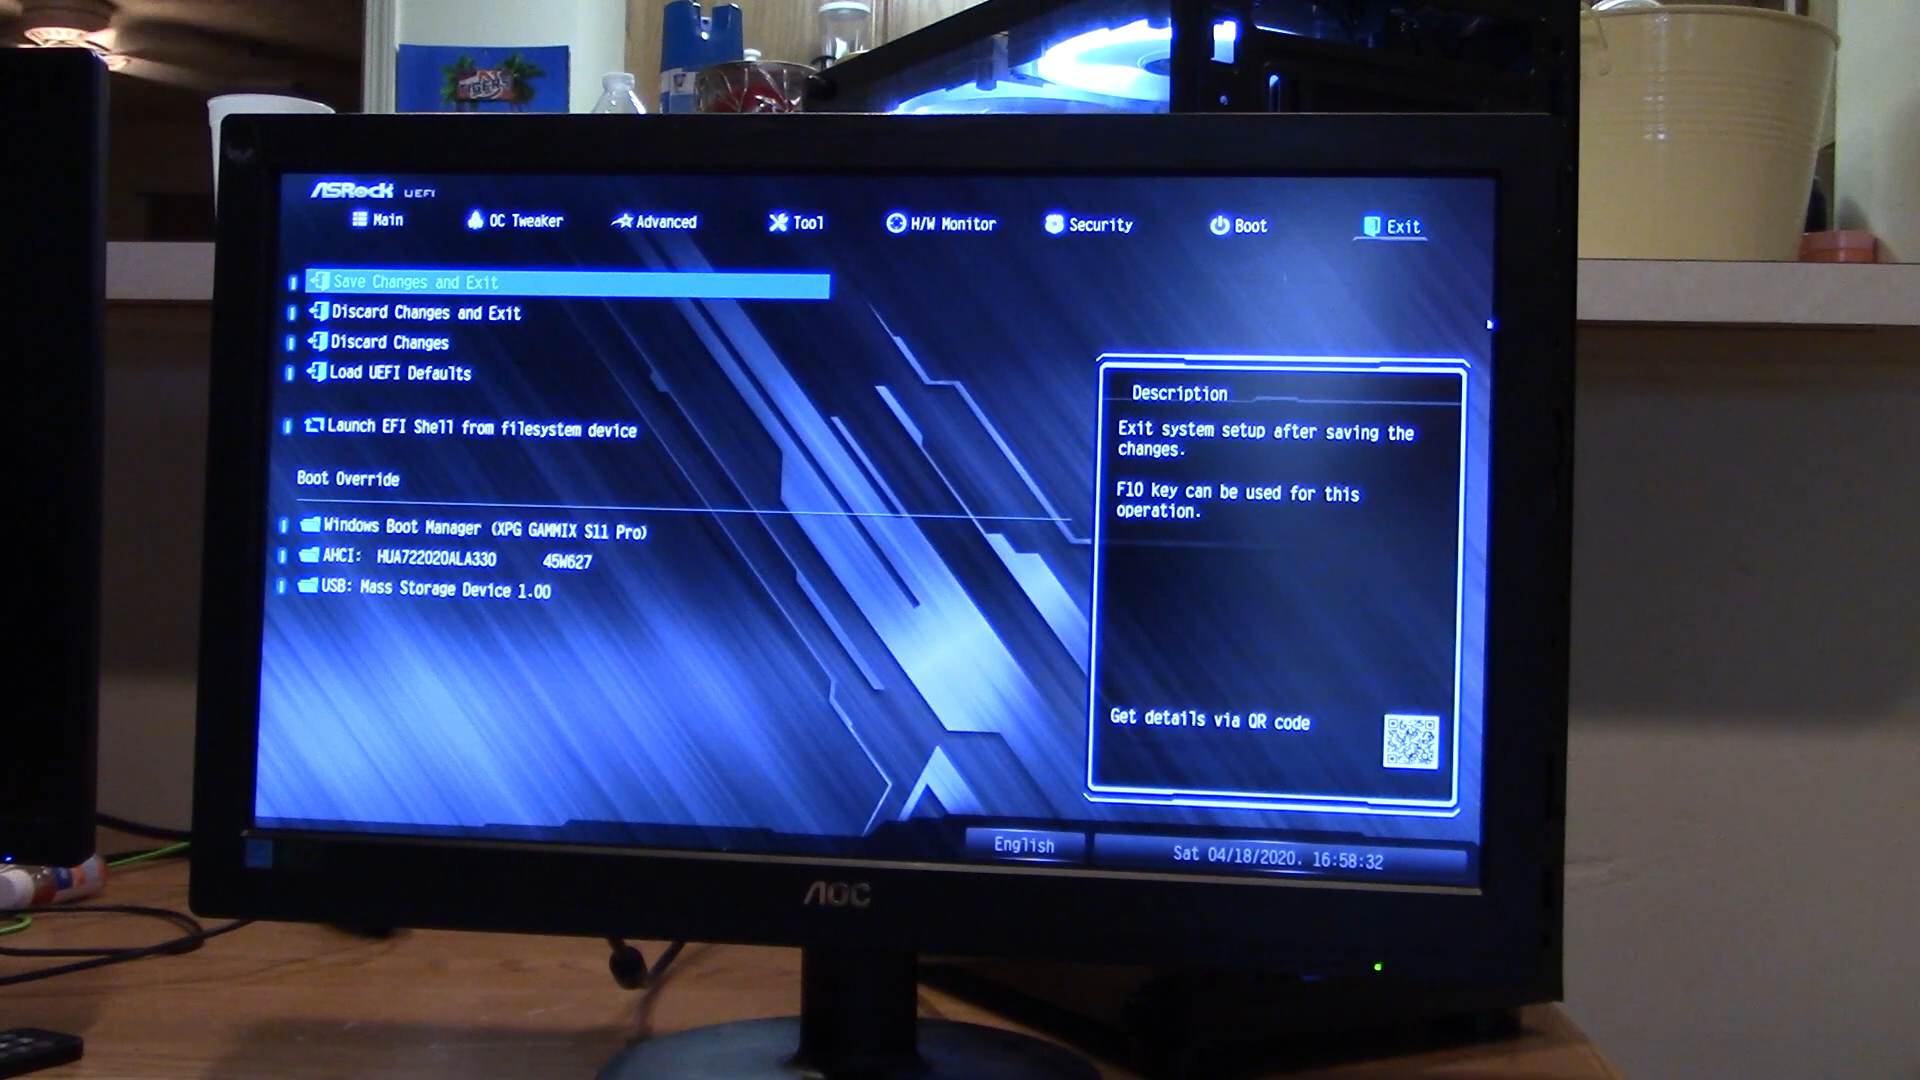 TIGERS
ASRock UEFI
Main OC Tweaker Advanced Tool H/W Monitor Security Boot Exit
Save Changes and Exit
Discard Changes and Exit
Discard Changes
Load UEFI Defaults
Launch EFI Shell from filesystem device
Boot Override
Windows Boot Manager (XPG GAMMIX S11 Pro)
AHCI: HUA722020ALA330 45W627
USB: Mass Storage Device 1.00
Description
Exit system setup after saving the
changes.
F10 key can be used for this
operation.
Get details via QR code
English
Sat 04/18/2020. 16:58:32
AOC